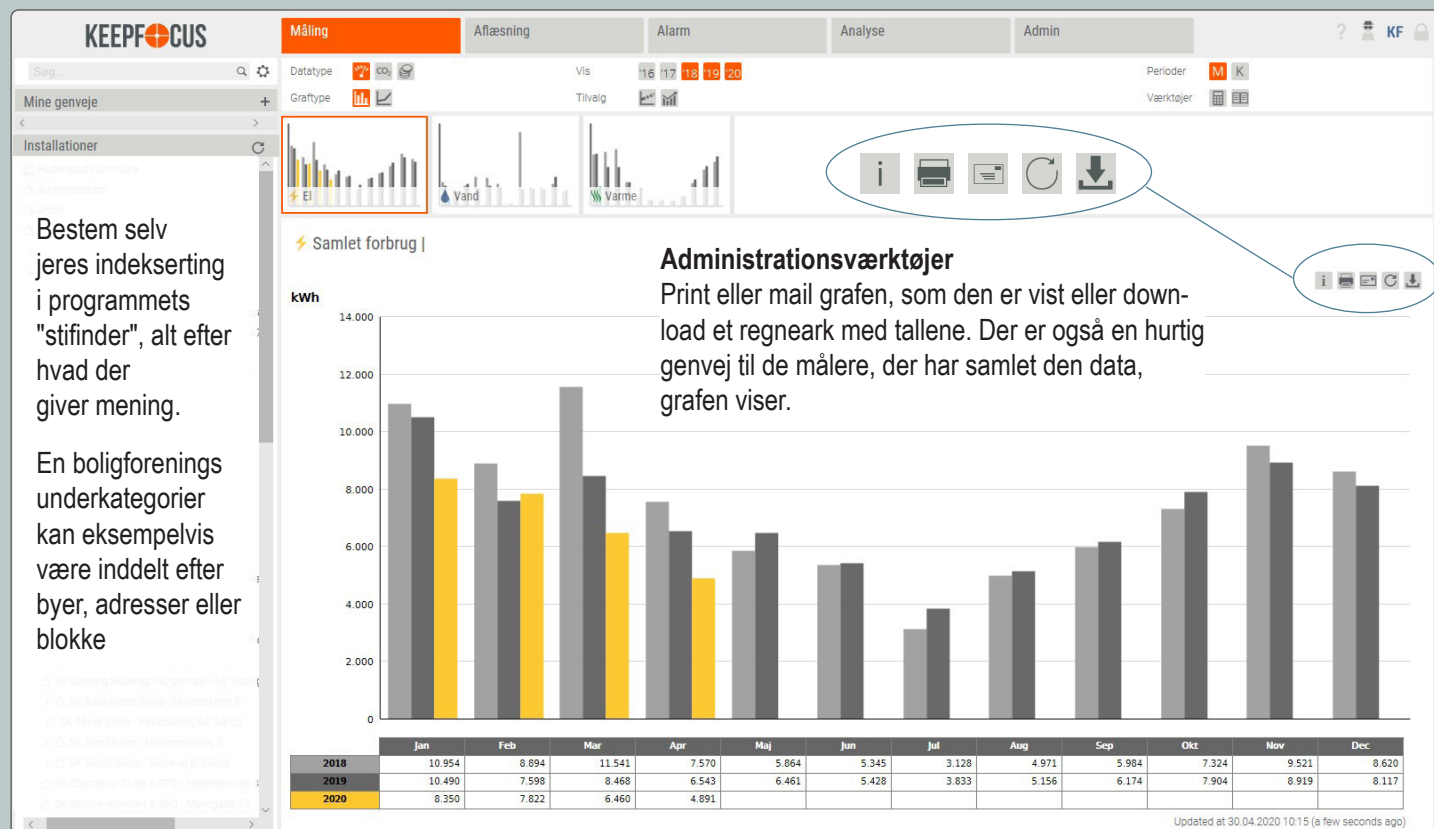 KEEPFOCUS
Måling
Aflæsning
Alarm
Analyse
Admin
?
KF
Søg...
Datatype
CO₂
Vis
'16 '17 '18 '19 '20
Perioder
M K
Mine genveje
+
Graftype
Tilvalg
Værktøjer
< >
Installationer
Hedensted Kommune
Administration
El
Vand
Varme
i
Bestem selv
jeres indeksering
i programmets
"stifinder", alt efter
hvad der
giver mening.
En boligforenings
underkategorier
kan eksempelvis
være inddelt efter
byer, adresser eller
blokke
Samlet forbrug |
i
Administrationsværktøjer
Print eller mail grafen, som den er vist eller down-
load et regneark med tallene. Der er også en hurtig
genvej til de målere, der har samlet den data,
grafen viser.
kWh
14.000
12.000
10.000
8.000
6.000
4.000
2.000
0
Jan Feb Mar Apr Maj Jun Jul Aug Sep Okt Nov Dec
2018 10.954 8.894 11.541 7.570 5.864 5.345 3.128 4.971 5.984 7.324 9.521 8.620
2019 10.490 7.598 8.468 6.543 6.461 5.428 3.833 5.156 6.174 7.904 8.919 8.117
2020 8.350 7.822 6.460 4.891
Updated at 30.04.2020 10:15 (a few seconds ago)